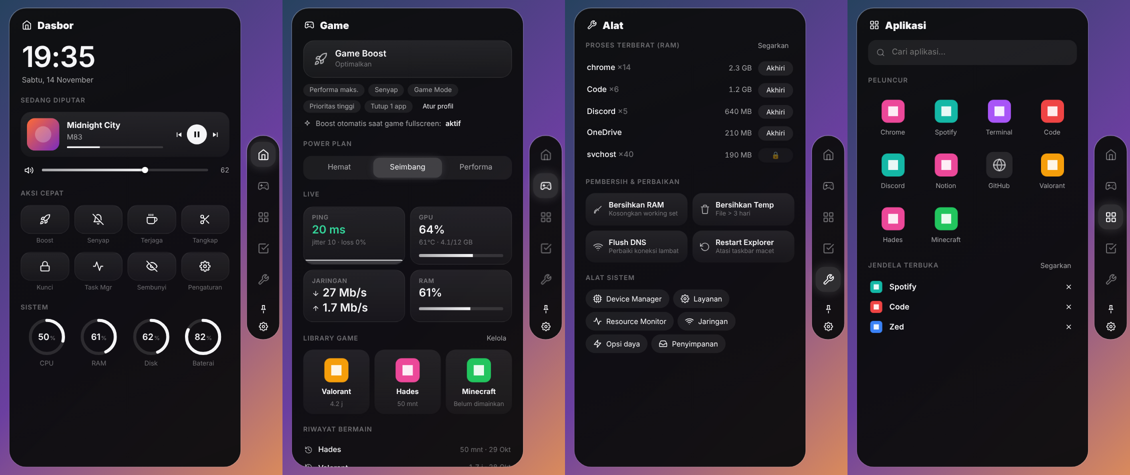 Dasbor
19:35
Sabtu, 14 November
SEDANG DIPUTAR
Midnight City
M83
62
AKSI CEPAT
Boost Senyap Terjaga Tangkap
Kunci Task Mgr Sembunyi Pengaturan
SISTEM
50% 61% 62% 82%
CPU RAM Disk Baterai
Game
Game Boost
Optimalkan
Performa maks. Senyap Game Mode
Prioritas tinggi Tutup 1 app Atur profil
Boost otomatis saat game fullscreen: aktif
POWER PLAN
Hemat Seimbang Performa
LIVE
PING
20 ms
jitter 10 · loss 0%
GPU
64%
61°C · 4.1/12 GB
JARINGAN
↓ 27 Mb/s
↑ 1.7 Mb/s
RAM
61%
LIBRARY GAME Kelola
Valorant Hades Minecraft
4.2 j 50 mnt Belum dimainkan
RIWAYAT BERMAIN
Hades 50 mnt · 29 Okt
Alat
PROSES TERBERAT (RAM) Segarkan
chrome ×14 2.3 GB Akhiri
Code ×6 1.2 GB Akhiri
Discord ×5 640 MB Akhiri
OneDrive 210 MB Akhiri
svchost ×40 190 MB
PEMBERSIH & PERBAIKAN
Bersihkan RAM
Kosongkan working set
Bersihkan Temp
File > 3 hari
Flush DNS
Perbaiki koneksi lambat
Restart Explorer
Atasi taskbar macet
ALAT SISTEM
Device Manager Layanan
Resource Monitor Jaringan
Opsi daya Penyimpanan
Aplikasi
Cari aplikasi...
PELUNCUR
Chrome Spotify Terminal Code
Discord Notion GitHub Valorant
Hades Minecraft
JENDELA TERBUKA Segarkan
Spotify ×
Code ×
Zed ×